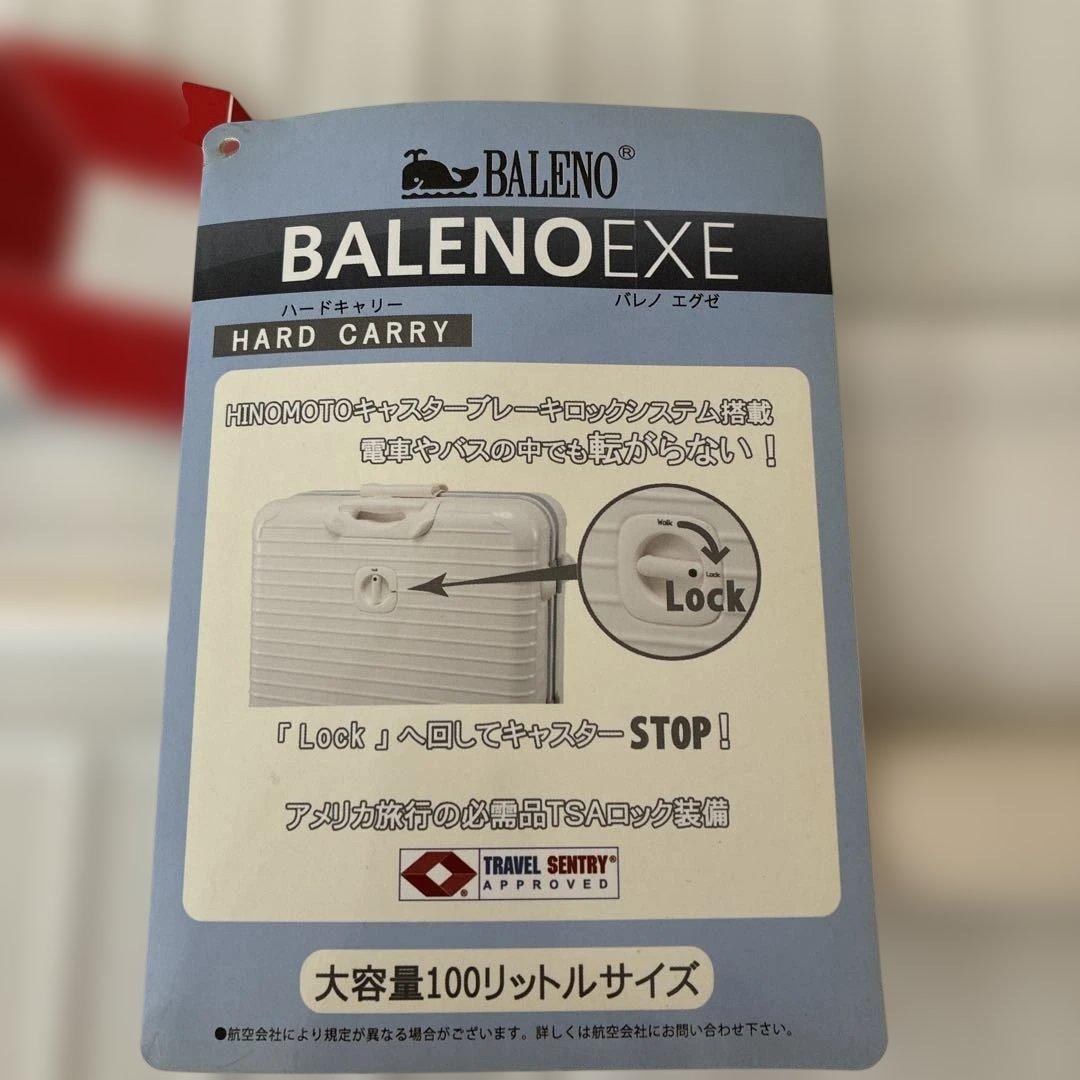 BALENO®
BALENOEXE
ハードキャリー
バレノ エグゼ
HARD CARRY
HINOMOTOキャスターブレーキロックシステム搭載
電車やバスの中でも転がらない!
Walk
Lock
Lock
「Lock」へ回してキャスターSTOP!
アメリカ旅行の必需品TSAロック装備
TRAVEL SENTRY®
APPROVED
大容量100リットルサイズ
●航空会社により規定が異なる場合がございます。詳しくは航空会社にお問い合わせ下さい。